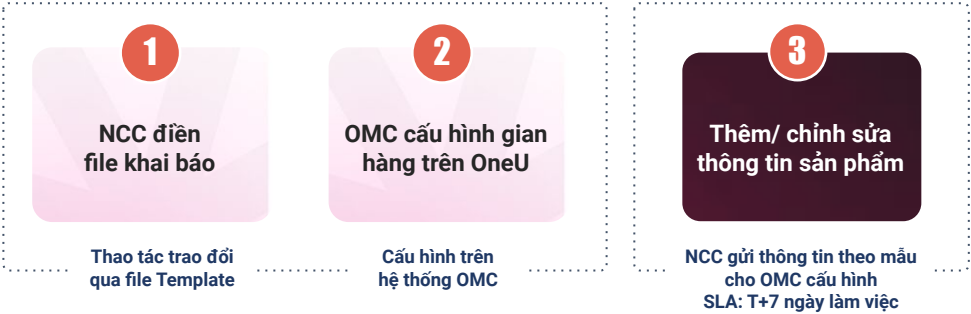 1
NCC điền
file khai báo
Thao tác trao đổi
qua file Template
2
OMC cấu hình gian
hàng trên OneU
Cấu hình trên
hệ thống OMC
3
Thêm/ chỉnh sửa
thông tin sản phẩm
NCC gửi thông tin theo mẫu
cho OMC cấu hình
SLA: T+7 ngày làm việc